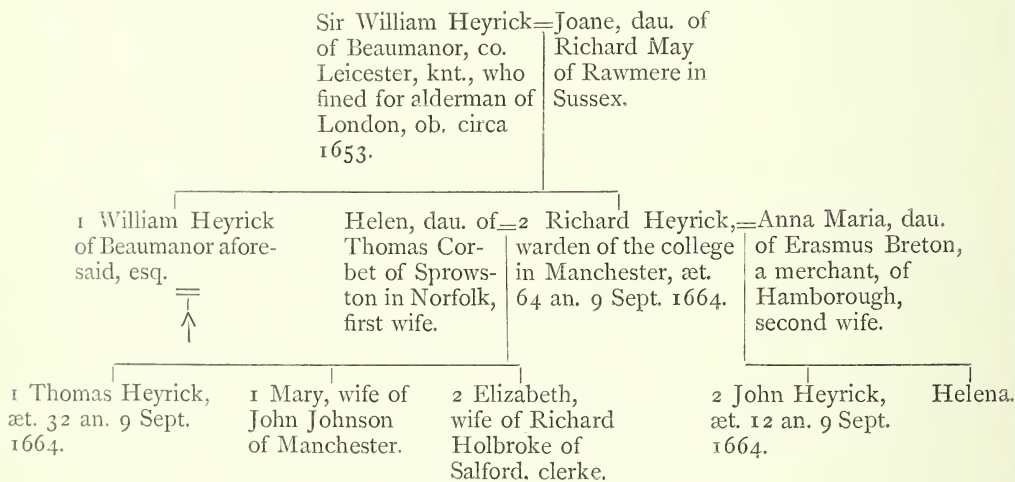 Sir William Heyrick=Joane, dau. of
of Beaumanor, co. Richard May
Leicester, knt., who of Rawmere in
fined for alderman of Sussex.
London, ob. circa
1653.
1 William Heyrick
of Beaumanor afore-
said, esq.
Helen, dau. of=2 Richard Heyrick,=Anna Maria, dau.
Thomas Cor- warden of the college of Erasmus Breton,
bet of Sprows- in Manchester, æt. a merchant, of
ton in Norfolk, 64 an. 9 Sept. 1664. Hamborough,
first wife. second wife.
1 Thomas Heyrick,
æt. 32 an. 9 Sept.
1664.
1 Mary, wife of
John Johnson
of Manchester.
2 Elizabeth,
wife of Richard
Holbroke of
Salford, clerke.
2 John Heyrick,
æt. 12 an. 9 Sept.
1664.
Helena.